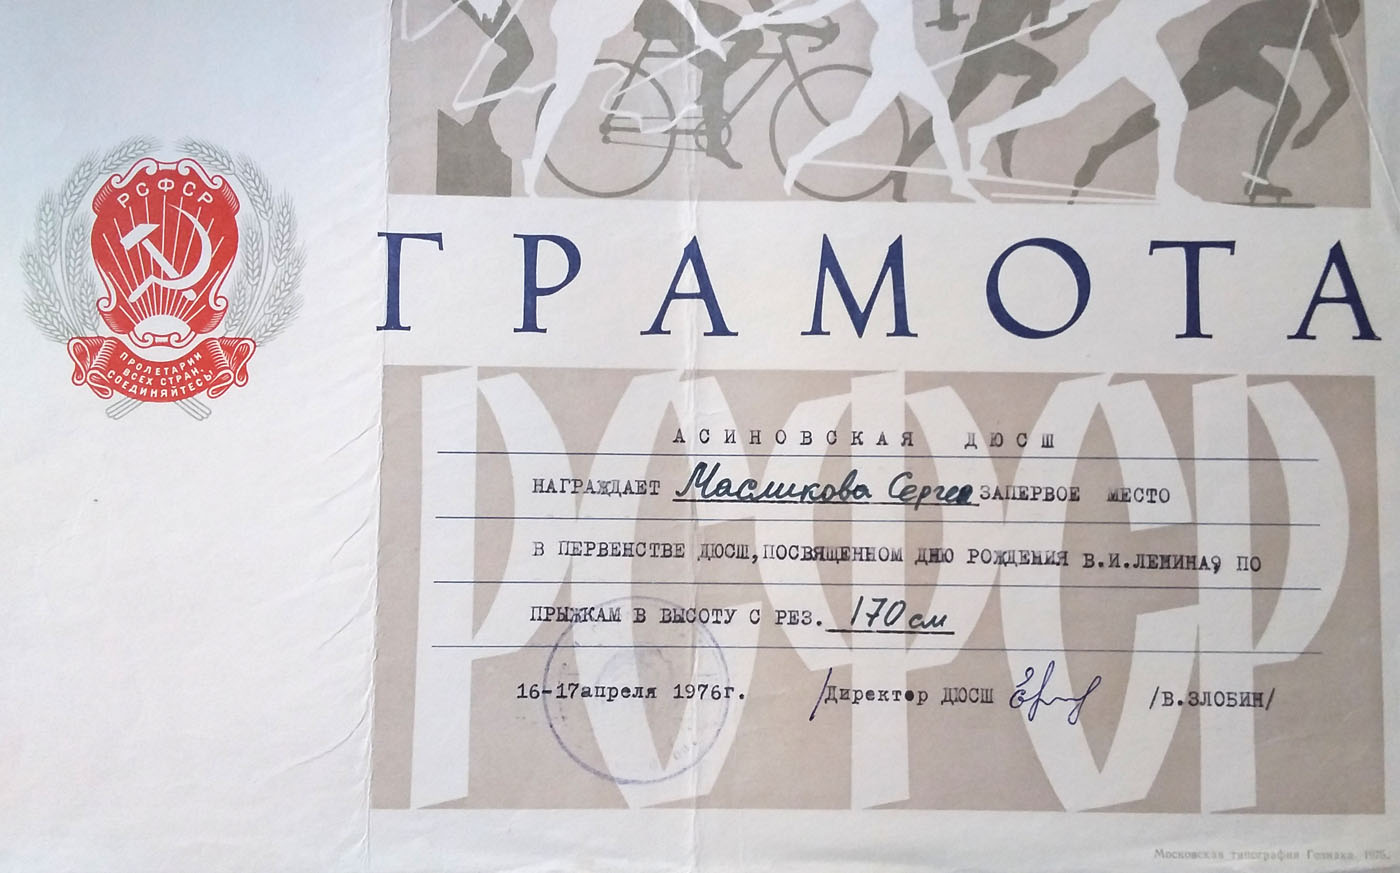 РСФСР
ПРОЛЕТАРИИ
ВСЕХ СТРАН,
СОЕДИНЯЙТЕСЬ!
ГРАМОТА
РСФСР
АСИНОВСКАЯ ДЮСШ
НАГРАЖДАЕТ Масликова Сергея ЗАПЕРВОЕ МЕСТО
В ПЕРВЕНСТВЕ ДЮСШ,ПОСВЯЩЕННОМ ДНЮ РОЖДЕНИЯ В.И.ЛЕНИНА, ПО
ПРЫЖКАМ В ВЫСОТУ С РЕЗ. 170 см
16-17апреля 1976г. /Директор ДЮСШ /В.ЗЛОБИН/
Московская типография Гознака. 1975.